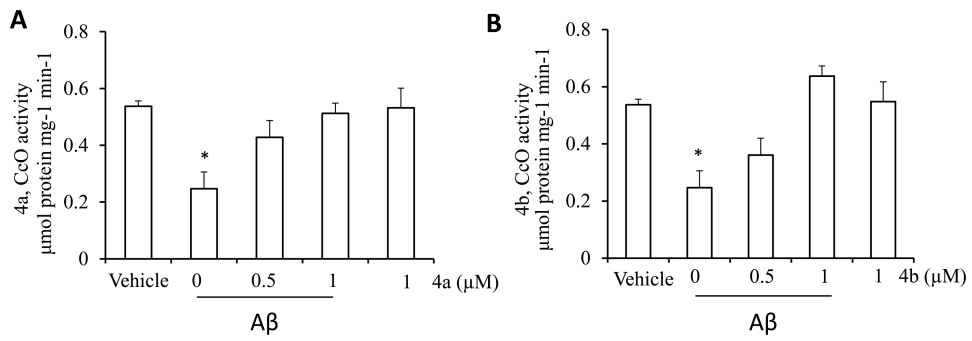 A
4a, CcO activity
µmol protein mg-1 min-1
0.8
0.6
0.4
0.2
0
*
Vehicle 0 0.5 1 1 4a (µM)
Aβ
B
4b, CcO activity
µmol protein mg-1 min-1
0.8
0.6
0.4
0.2
0
*
Vehicle 0 0.5 1 1 4b (µM)
Aβ